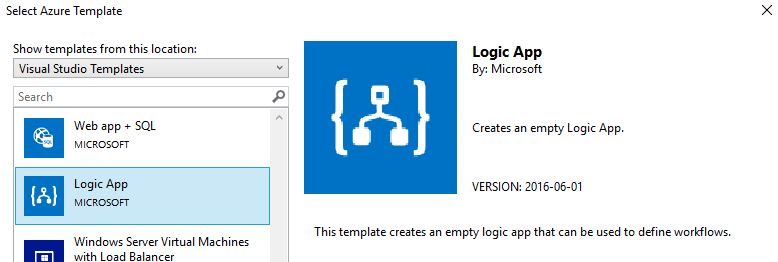 Select Azure Template
Show templates from this location:
Visual Studio Templates
Search
Web app + SQL
MICROSOFT
Logic App
MICROSOFT
Windows Server Virtual Machines
with Load Balancer
Logic App
By: Microsoft
Creates an empty Logic App.
VERSION: 2016-06-01
This template creates an empty logic app that can be used to define workflows.